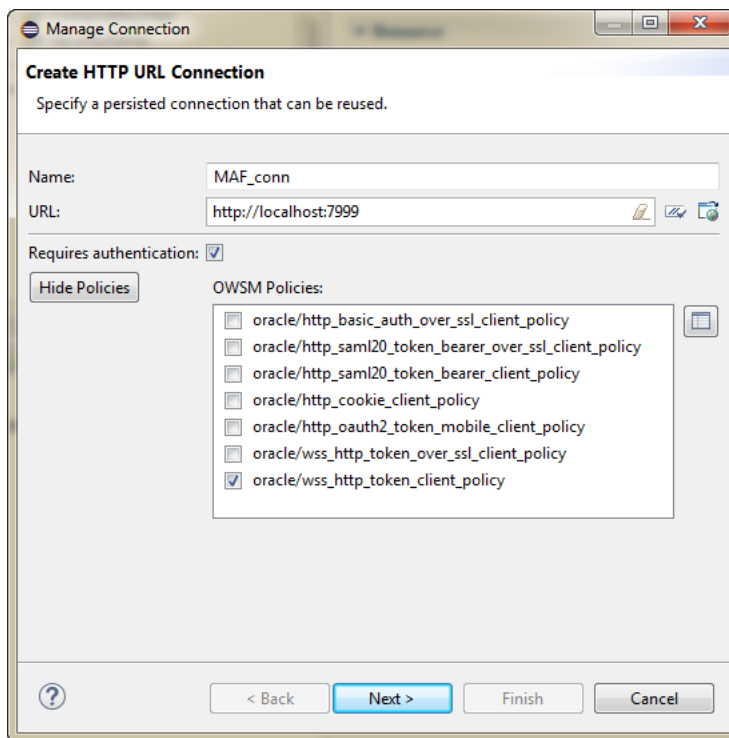 Manage Connection
Create HTTP URL Connection
Specify a persisted connection that can be reused.
Name: MAF_conn
URL: http://localhost:7999
Requires authentication:
Hide Policies OWSM Policies:
oracle/http_basic_auth_over_ssl_client_policy
oracle/http_saml20_token_bearer_over_ssl_client_policy
oracle/http_saml20_token_bearer_client_policy
oracle/http_cookie_client_policy
oracle/http_oauth2_token_mobile_client_policy
oracle/wss_http_token_over_ssl_client_policy
oracle/wss_http_token_client_policy
? < Back Next > Finish Cancel